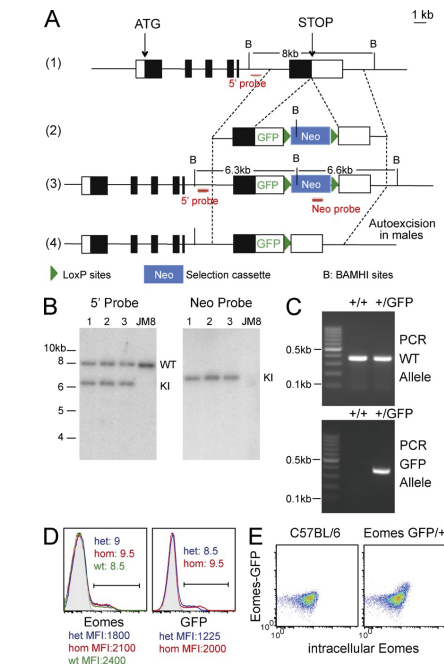 A
ATG
STOP
1 kb
B
8kb
B
(1)
5' probe
(2)
GFP
B
Neo
B
6.3kb
B
6.6kb
B
(3)
GFP
Neo
5' probe
Neo probe
(4)
GFP
Autoexcision
in males
LoxP sites
Neo
Selection cassette
B: BAMHI sites
B
5' Probe
Neo Probe
1 2 3 JM8
1 2 3 JM8
10kb
8
6
5
4
WT
KI
KI
C
+/+ +/GFP
0.5kb
0.1kb
PCR
WT
Allele
+/+ +/GFP
0.5kb
0.1kb
PCR
GFP
Allele
D
het: 9
hom: 9.5
wt: 8.5
het: 8.5
hom: 9.5
Eomes
GFP
het MFI:1800
hom MFI:2100
wt MFI:2400
het MFI:1225
hom MFI:2000
E
C57BL/6
Eomes GFP/+
Eomes-GFP
10⁰
10⁰
10⁰
intracellular Eomes